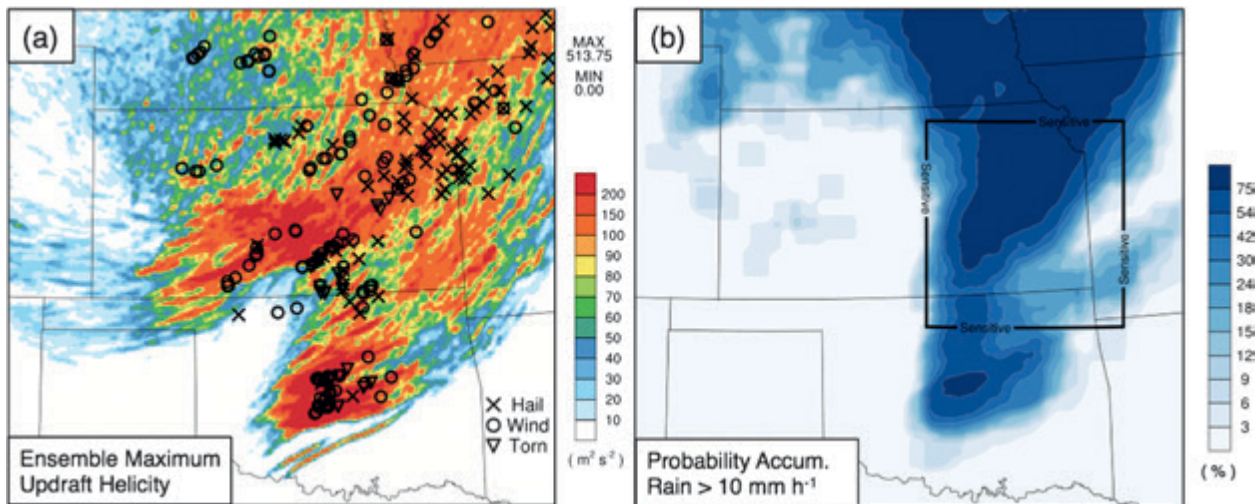 (a)
MAX
513.75
MIN
0.00
200
150
100
90
80
70
60
50
40
30
20
10
( m² s⁻² )
Hail
Wind
Torn
Ensemble Maximum
Updraft Helicity
(b)
Sensitive
Sensitive
Sensitive
Sensitive
( % )
9
6
3
Probability Accum.
Rain > 10 mm h⁻¹